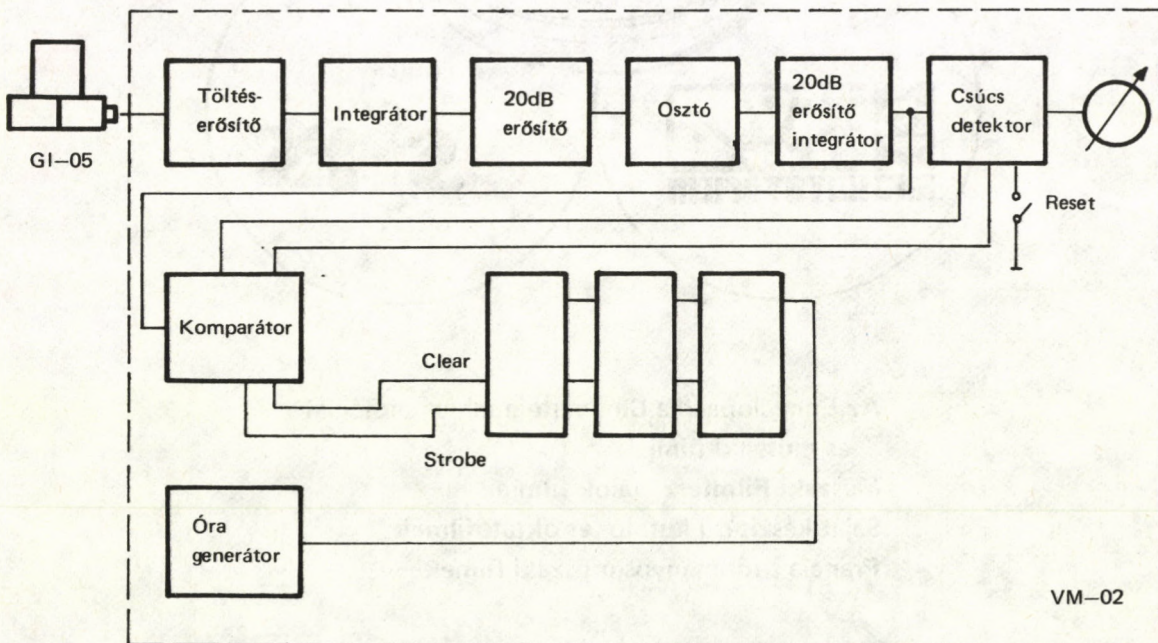 GI—05
Töltés-
erősítő
Integrátor
20dB
erősítő
Osztó
20dB
erősítő
integrátor
Csúcs
detektor
Reset
Komparátor
Clear
Strobe
Óra
generátor
VM—02